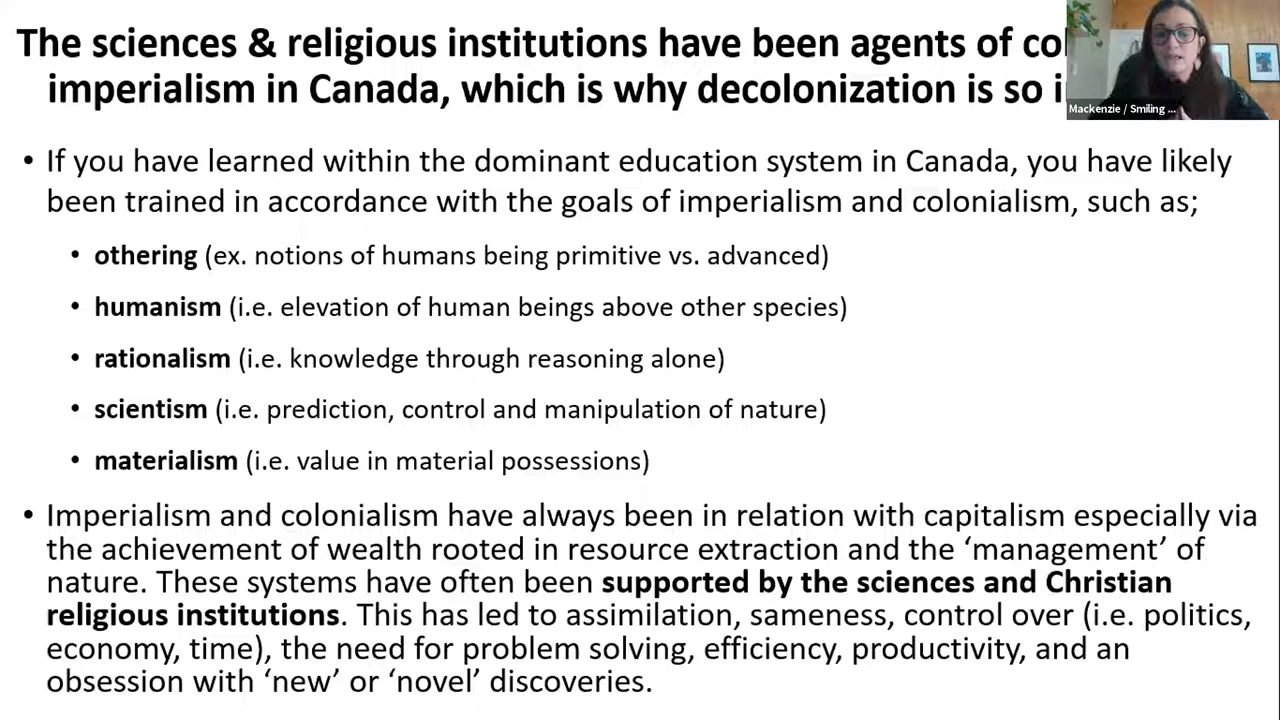 The sciences & religious institutions have been agents of
imperialism in Canada, which is why decolonization is so
Mackenzie / Smiling ...
• If you have learned within the dominant education system in Canada, you have likely
been trained in accordance with the goals of imperialism and colonialism, such as;
• othering (ex. notions of humans being primitive vs. advanced)
• humanism (i.e. elevation of human beings above other species)
• rationalism (i.e. knowledge through reasoning alone)
• scientism (i.e. prediction, control and manipulation of nature)
• materialism (i.e. value in material possessions)
• Imperialism and colonialism have always been in relation with capitalism especially via
the achievement of wealth rooted in resource extraction and the ‘management’ of
nature. These systems have often been supported by the sciences and Christian
religious institutions. This has led to assimilation, sameness, control over (i.e. politics,
economy, time), the need for problem solving, efficiency, productivity, and an
obsession with ‘new’ or ‘novel’ discoveries.